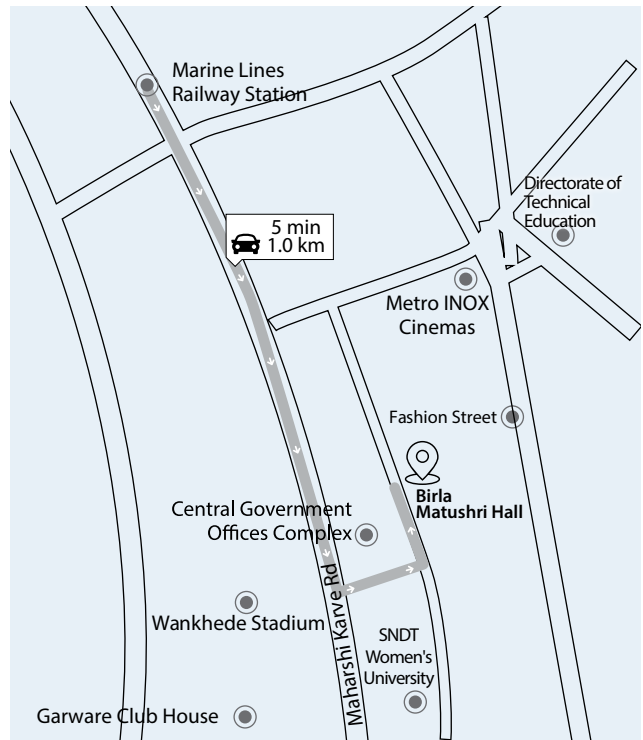 Marine Lines
Railway Station
5 min
1.0 km
Directorate of
Technical
Education
Metro INOX
Cinemas
Fashion Street
Birla
Matushri Hall
Central Government
Offices Complex
Maharshi Karve Rd
Wankhede Stadium
SNDT
Women's
University
Garware Club House